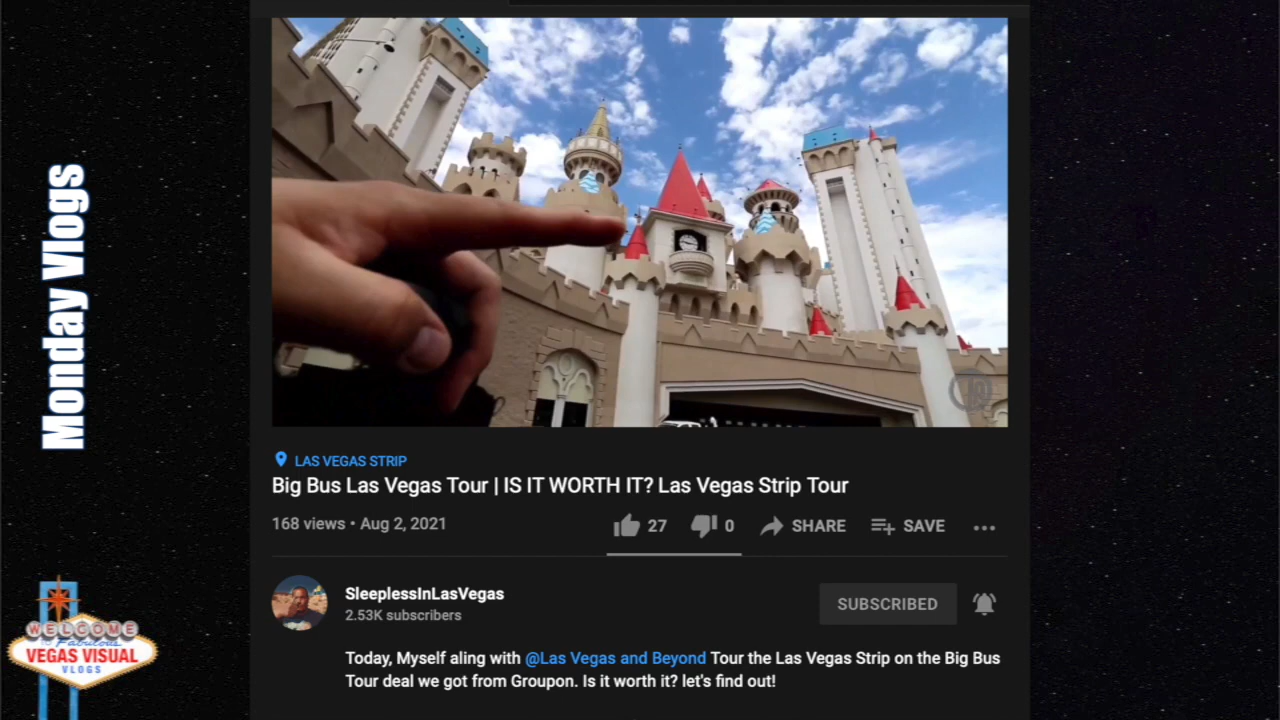 Monday Vlogs
LAS VEGAS STRIP
Big Bus Las Vegas Tour | IS IT WORTH IT? Las Vegas Strip Tour
168 views • Aug 2, 2021
27
0
SHARE
SAVE
SleeplessInLasVegas
2.53K subscribers
SUBSCRIBED
Today, Myself aling with @Las Vegas and Beyond Tour the Las Vegas Strip on the Big Bus
Tour deal we got from Groupon. Is it worth it? let's find out!
WELCOME
to Fabulous
VEGAS VISUAL
VLOGS